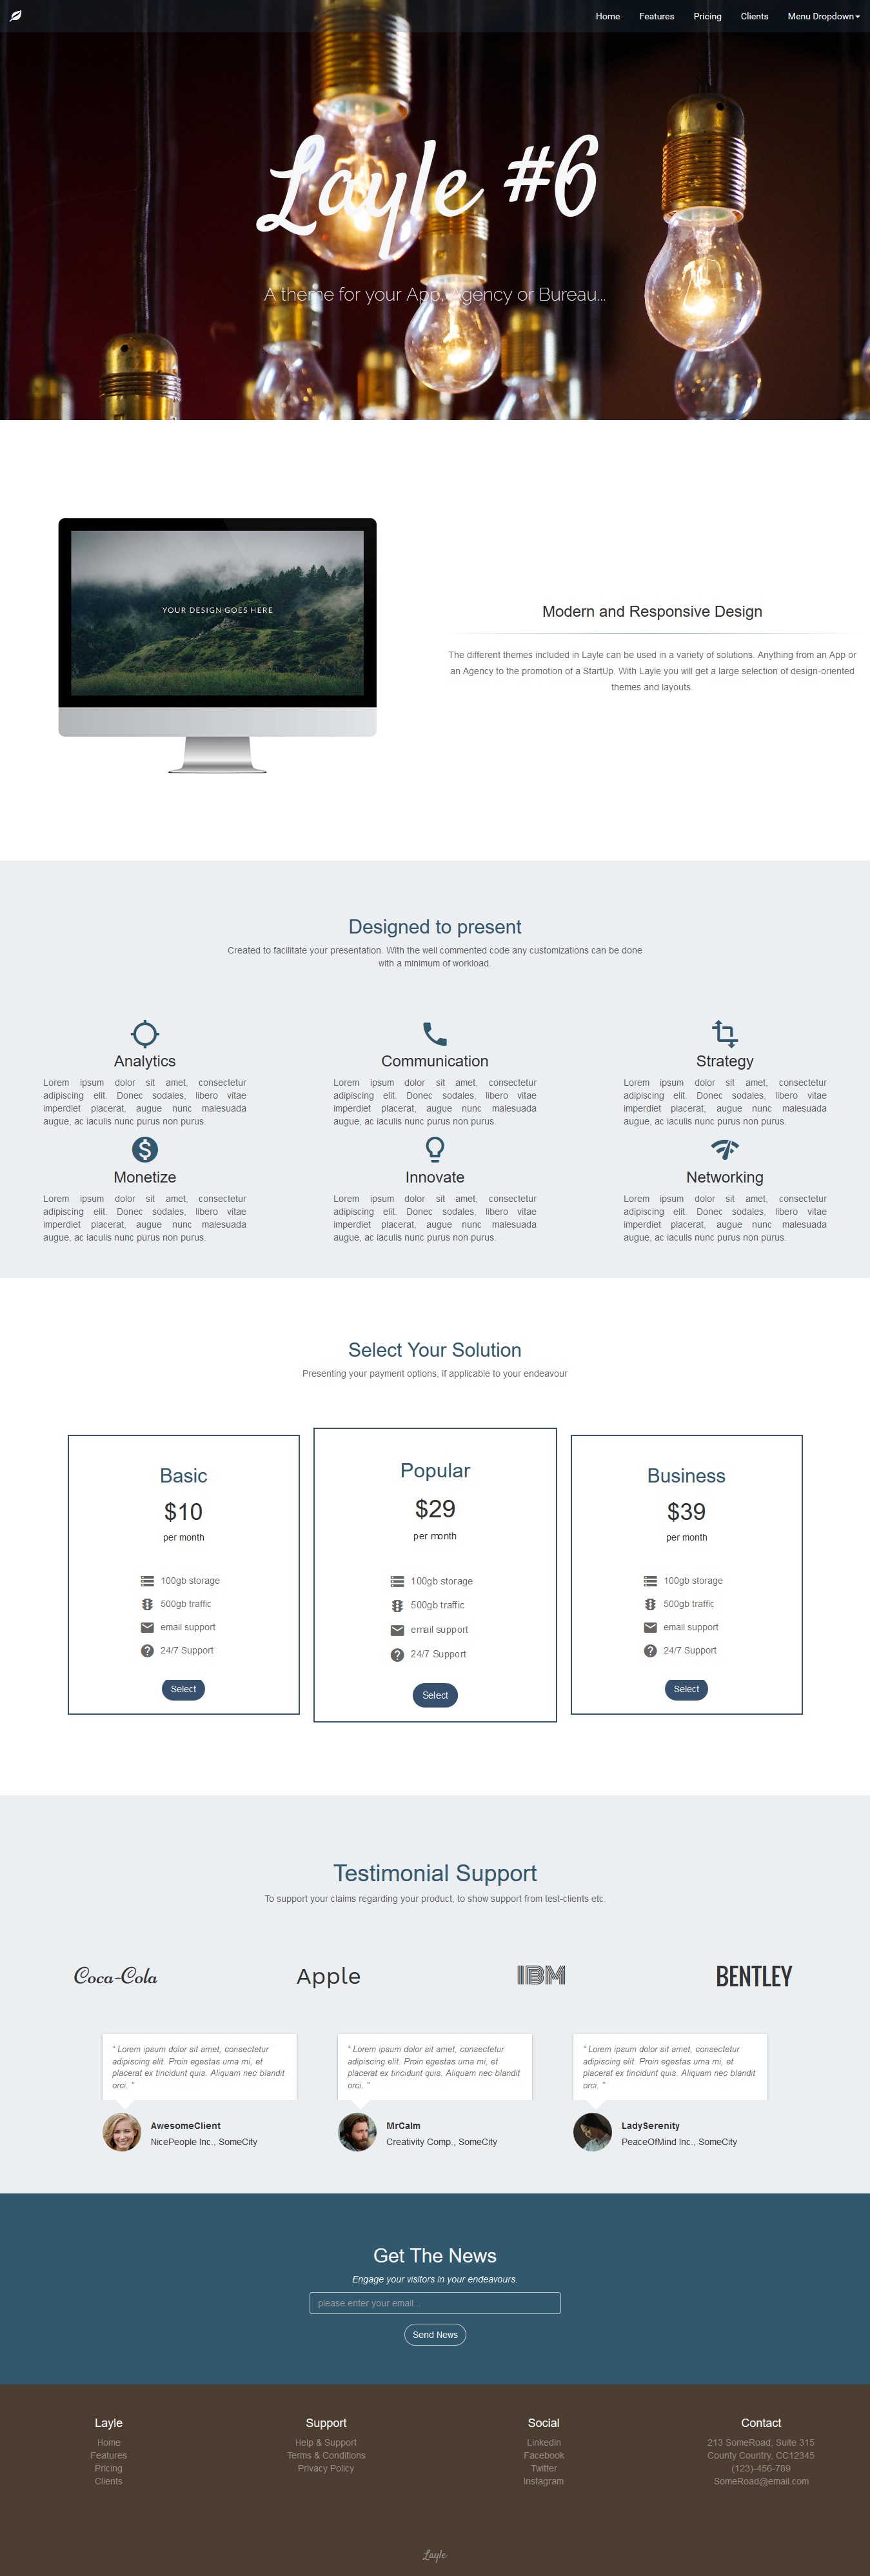 Home Features Pricing Clients Menu Dropdown
Layle #6
A theme for your App, Agency or Bureau...
YOUR DESIGN GOES HERE
Modern and Responsive Design
The different themes included in Layle can be used in a variety of solutions. Anything from an App or
an Agency to the promotion of a StartUp. With Layle you will get a large selection of design-oriented
themes and layouts.
Designed to present
Created to facilitate your presentation. With the well commented code any customizations can be done
with a minimum of workload.
Analytics
Lorem ipsum dolor sit amet, consectetur
adipiscing elit. Donec sodales, libero vitae
imperdiet placerat, augue nunc malesuada
augue, ac iaculis nunc purus non purus.
Communication
Lorem ipsum dolor sit amet, consectetur
adipiscing elit. Donec sodales, libero vitae
imperdiet placerat, augue nunc malesuada
augue, ac iaculis nunc purus non purus.
Strategy
Lorem ipsum dolor sit amet, consectetur
adipiscing elit. Donec sodales, libero vitae
imperdiet placerat, augue nunc malesuada
augue, ac iaculis nunc purus non purus.
Monetize
Lorem ipsum dolor sit amet, consectetur
adipiscing elit. Donec sodales, libero vitae
imperdiet placerat, augue nunc malesuada
augue, ac iaculis nunc purus non purus.
Innovate
Lorem ipsum dolor sit amet, consectetur
adipiscing elit. Donec sodales, libero vitae
imperdiet placerat, augue nunc malesuada
augue, ac iaculis nunc purus non purus.
Networking
Lorem ipsum dolor sit amet, consectetur
adipiscing elit. Donec sodales, libero vitae
imperdiet placerat, augue nunc malesuada
augue, ac iaculis nunc purus non purus.
Select Your Solution
Presenting your payment options, if applicable to your endeavour
Basic
$10
per month
100gb storage
500gb traffic
email support
24/7 Support
Select
Popular
$29
per month
100gb storage
500gb traffic
email support
24/7 Support
Select
Business
$39
per month
100gb storage
500gb traffic
email support
24/7 Support
Select
Testimonial Support
To support your claims regarding your product, to show support from test-clients etc.
Coca-Cola Apple IBM BENTLEY
" Lorem ipsum dolor sit amet, consectetur
adipiscing elit. Proin egestas urna mi, et
placerat ex tincidunt quis. Aliquam nec blandit
orci. "
AwesomeClient
NicePeople Inc., SomeCity
" Lorem ipsum dolor sit amet, consectetur
adipiscing elit. Proin egestas urna mi, et
placerat ex tincidunt quis. Aliquam nec blandit
orci. "
MrCalm
Creativity Comp., SomeCity
" Lorem ipsum dolor sit amet, consectetur
adipiscing elit. Proin egestas urna mi, et
placerat ex tincidunt quis. Aliquam nec blandit
orci. "
LadySerenity
PeaceOfMind Inc., SomeCity
Get The News
Engage your visitors in your endeavours.
please enter your email...
Send News
Layle
Home
Features
Pricing
Clients
Support
Help & Support
Terms & Conditions
Privacy Policy
Social
Linkedin
Facebook
Twitter
Instagram
Contact
213 SomeRoad, Suite 315
County Country, CC12345
(123)-456-789
SomeRoad@email.com
Layle